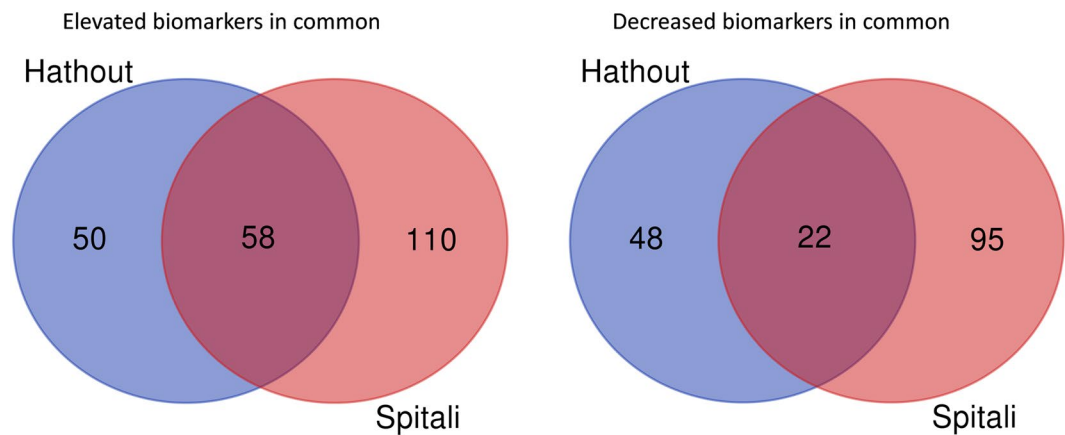 Elevated biomarkers in common
Hathout
50
58
110
Spitali
Decreased biomarkers in common
Hathout
48
22
95
Spitali